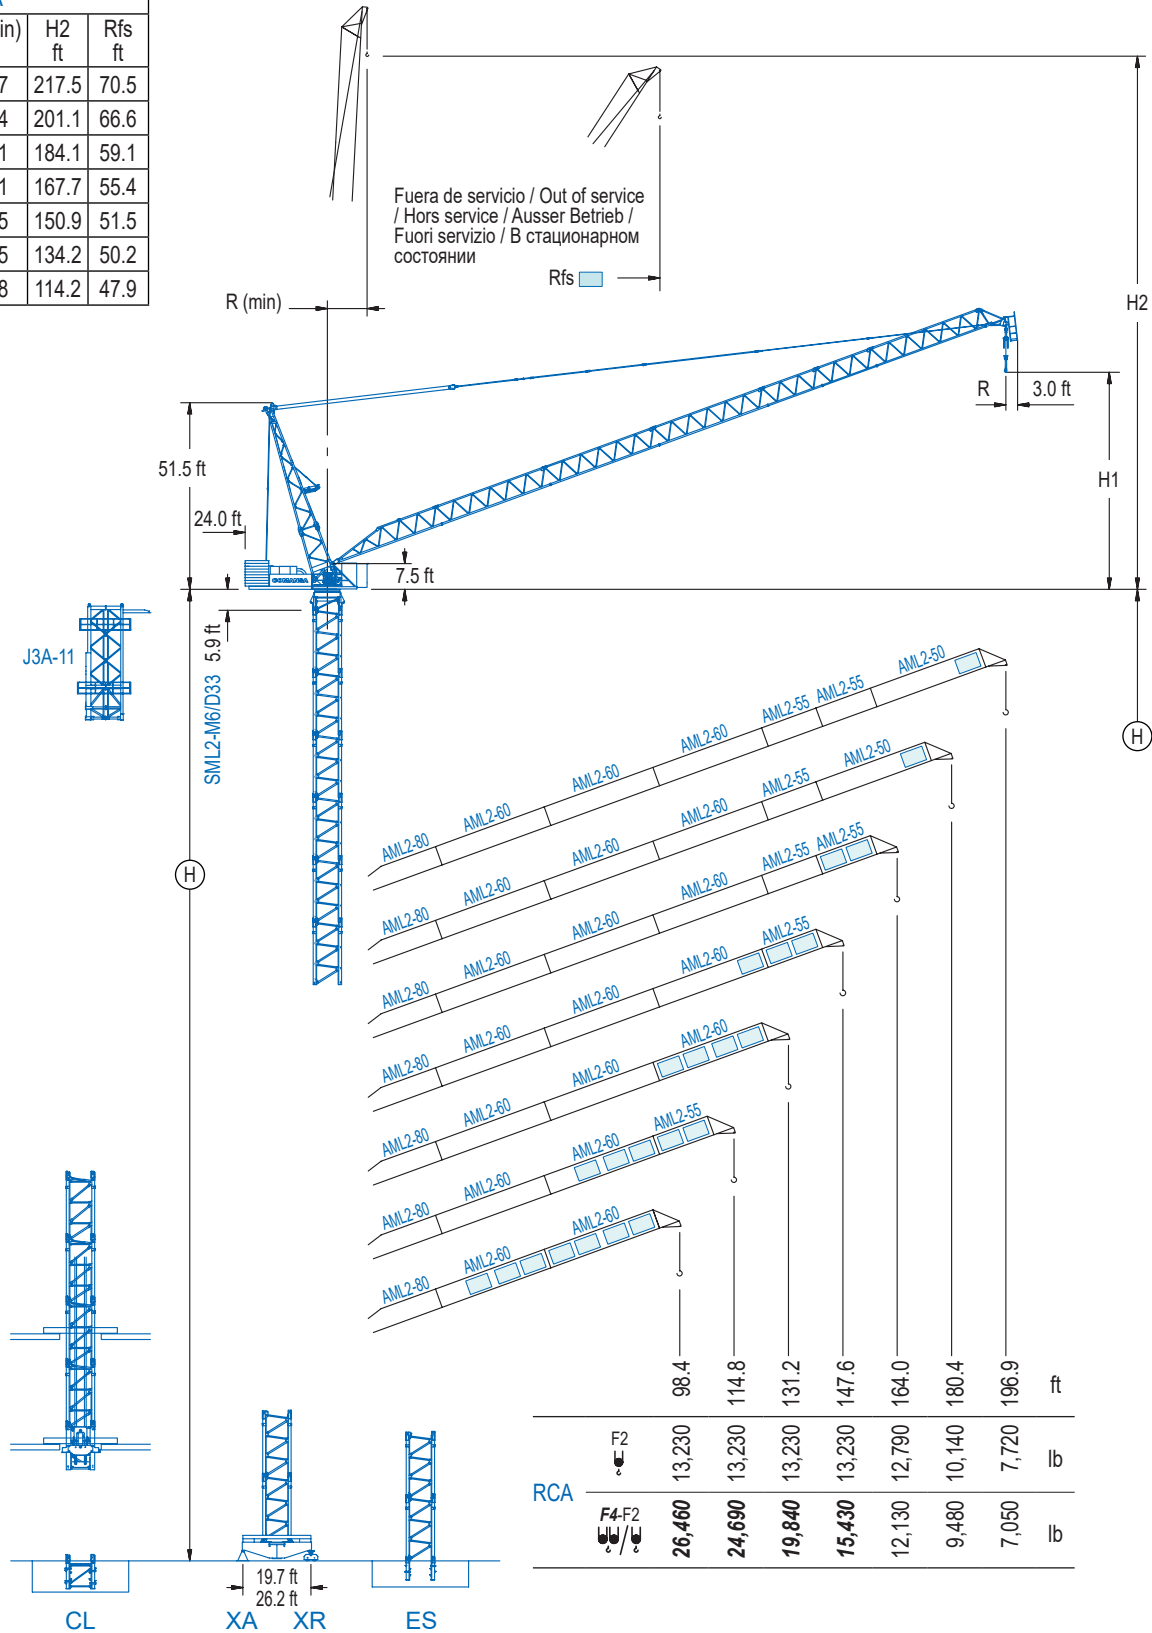 in) H2 Rfs
ft ft
7 217.5 70.5
4 201.1 66.6
1 184.1 59.1
1 167.7 55.4
5 150.9 51.5
5 134.2 50.2
8 114.2 47.9
Fuera de servicio / Out of service
/ Hors service / Ausser Betrieb /
Fuori servizio / В стационарном
состоянии
Rfs
R (min)
H2
R 3.0 ft
H1
51.5 ft
24.0 ft
COMANSA
7.5 ft
5.9 ft
SML2-M6/D33
J3A-11
H
H
AML2-80 AML2-60 AML2-60 AML2-60 AML2-55 AML2-55 AML2-50
AML2-80 AML2-60 AML2-60 AML2-60 AML2-55 AML2-50
AML2-80 AML2-60 AML2-60 AML2-60 AML2-55 AML2-55
AML2-80 AML2-60 AML2-60 AML2-60 AML2-55
AML2-80 AML2-60 AML2-60 AML2-60
AML2-80 AML2-60 AML2-60 AML2-55
AML2-80 AML2-60 AML2-60
98.4 114.8 131.2 147.6 164.0 180.4 196.9 ft
RCA
F2 13,230 13,230 13,230 13,230 12,790 10,140 7,720 lb
F4-F2 26,460 24,690 19,840 15,430 12,130 9,480 7,050 lb
19.7 ft
26.2 ft
CL XA XR ES